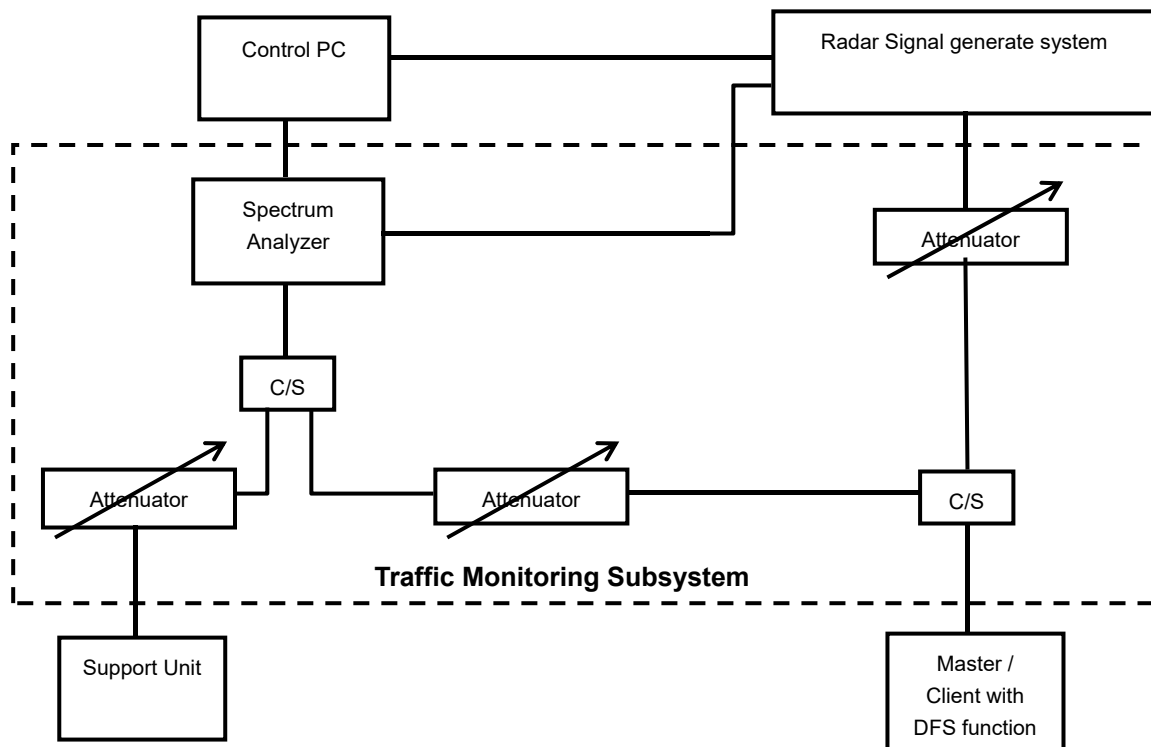 Control PC
Radar Signal generate system
Spectrum
Analyzer
Attenuator
C/S
Attenuator
Attenuator
C/S
Traffic Monitoring Subsystem
Support Unit
Master /
Client with
DFS function